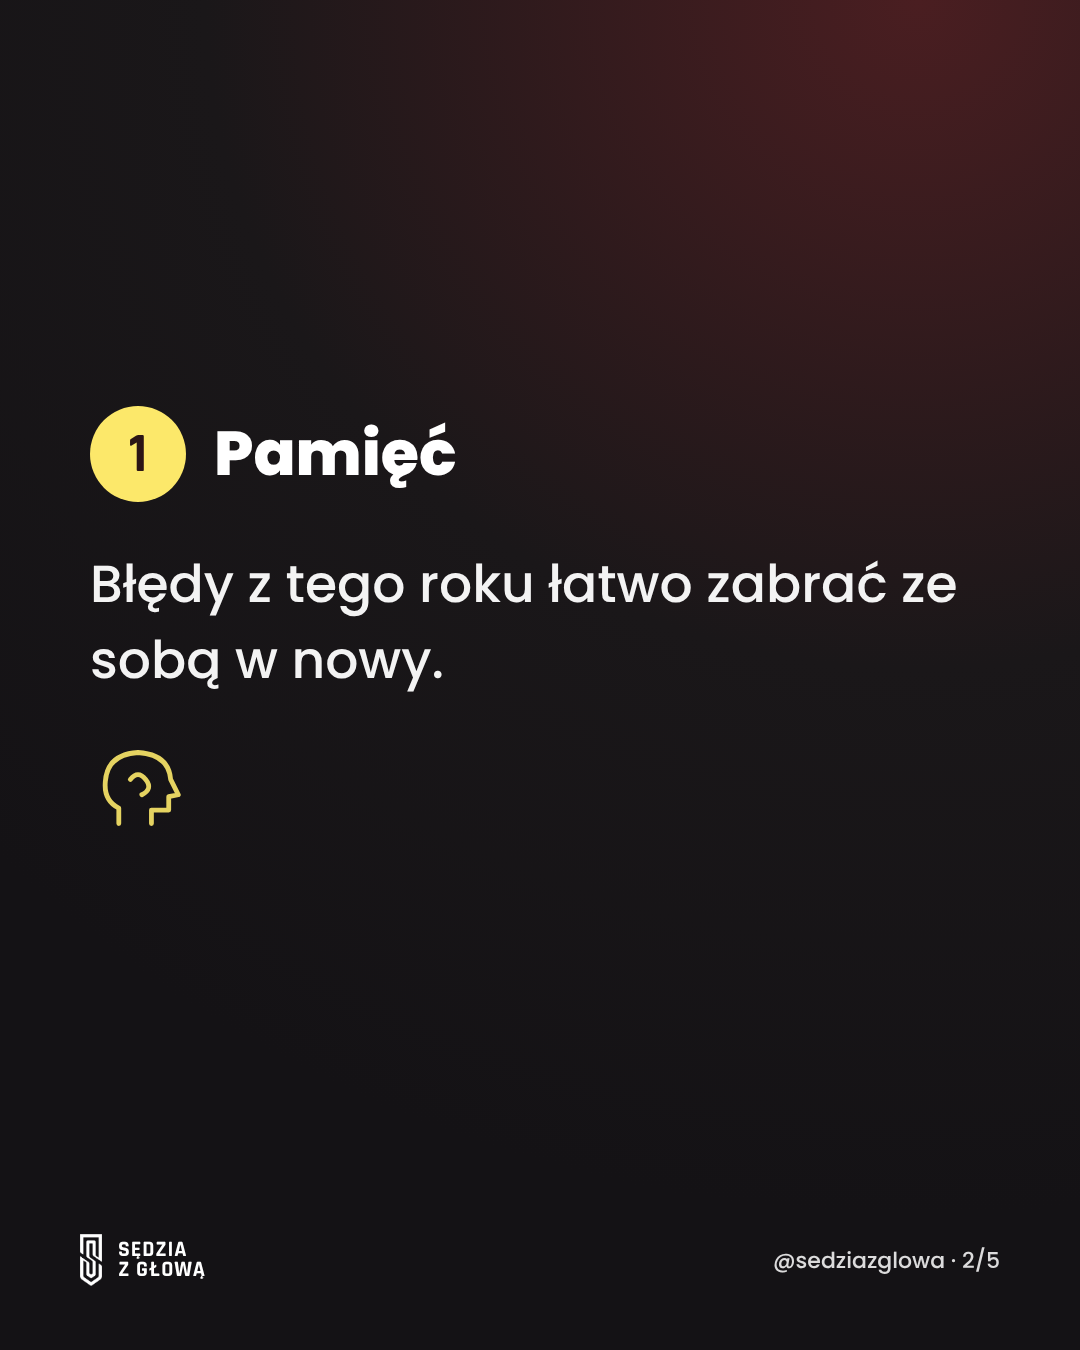 1 Pamięć
Błędy z tego roku łatwo zabrać ze
sobą w nowy.
SĘDZIA
Z GŁOWĄ
@sedziazglowa · 2/5